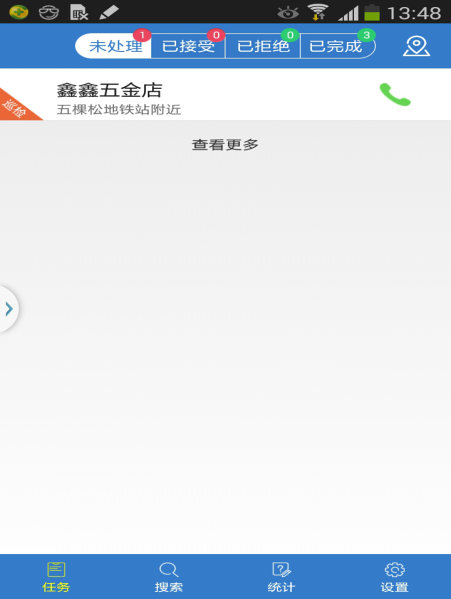 13:48
未处理 1 已接受 0 已拒绝 0 已完成 3
巡检
鑫鑫五金店
五棵松地铁站附近
查看更多
任务 搜索 统计 设置